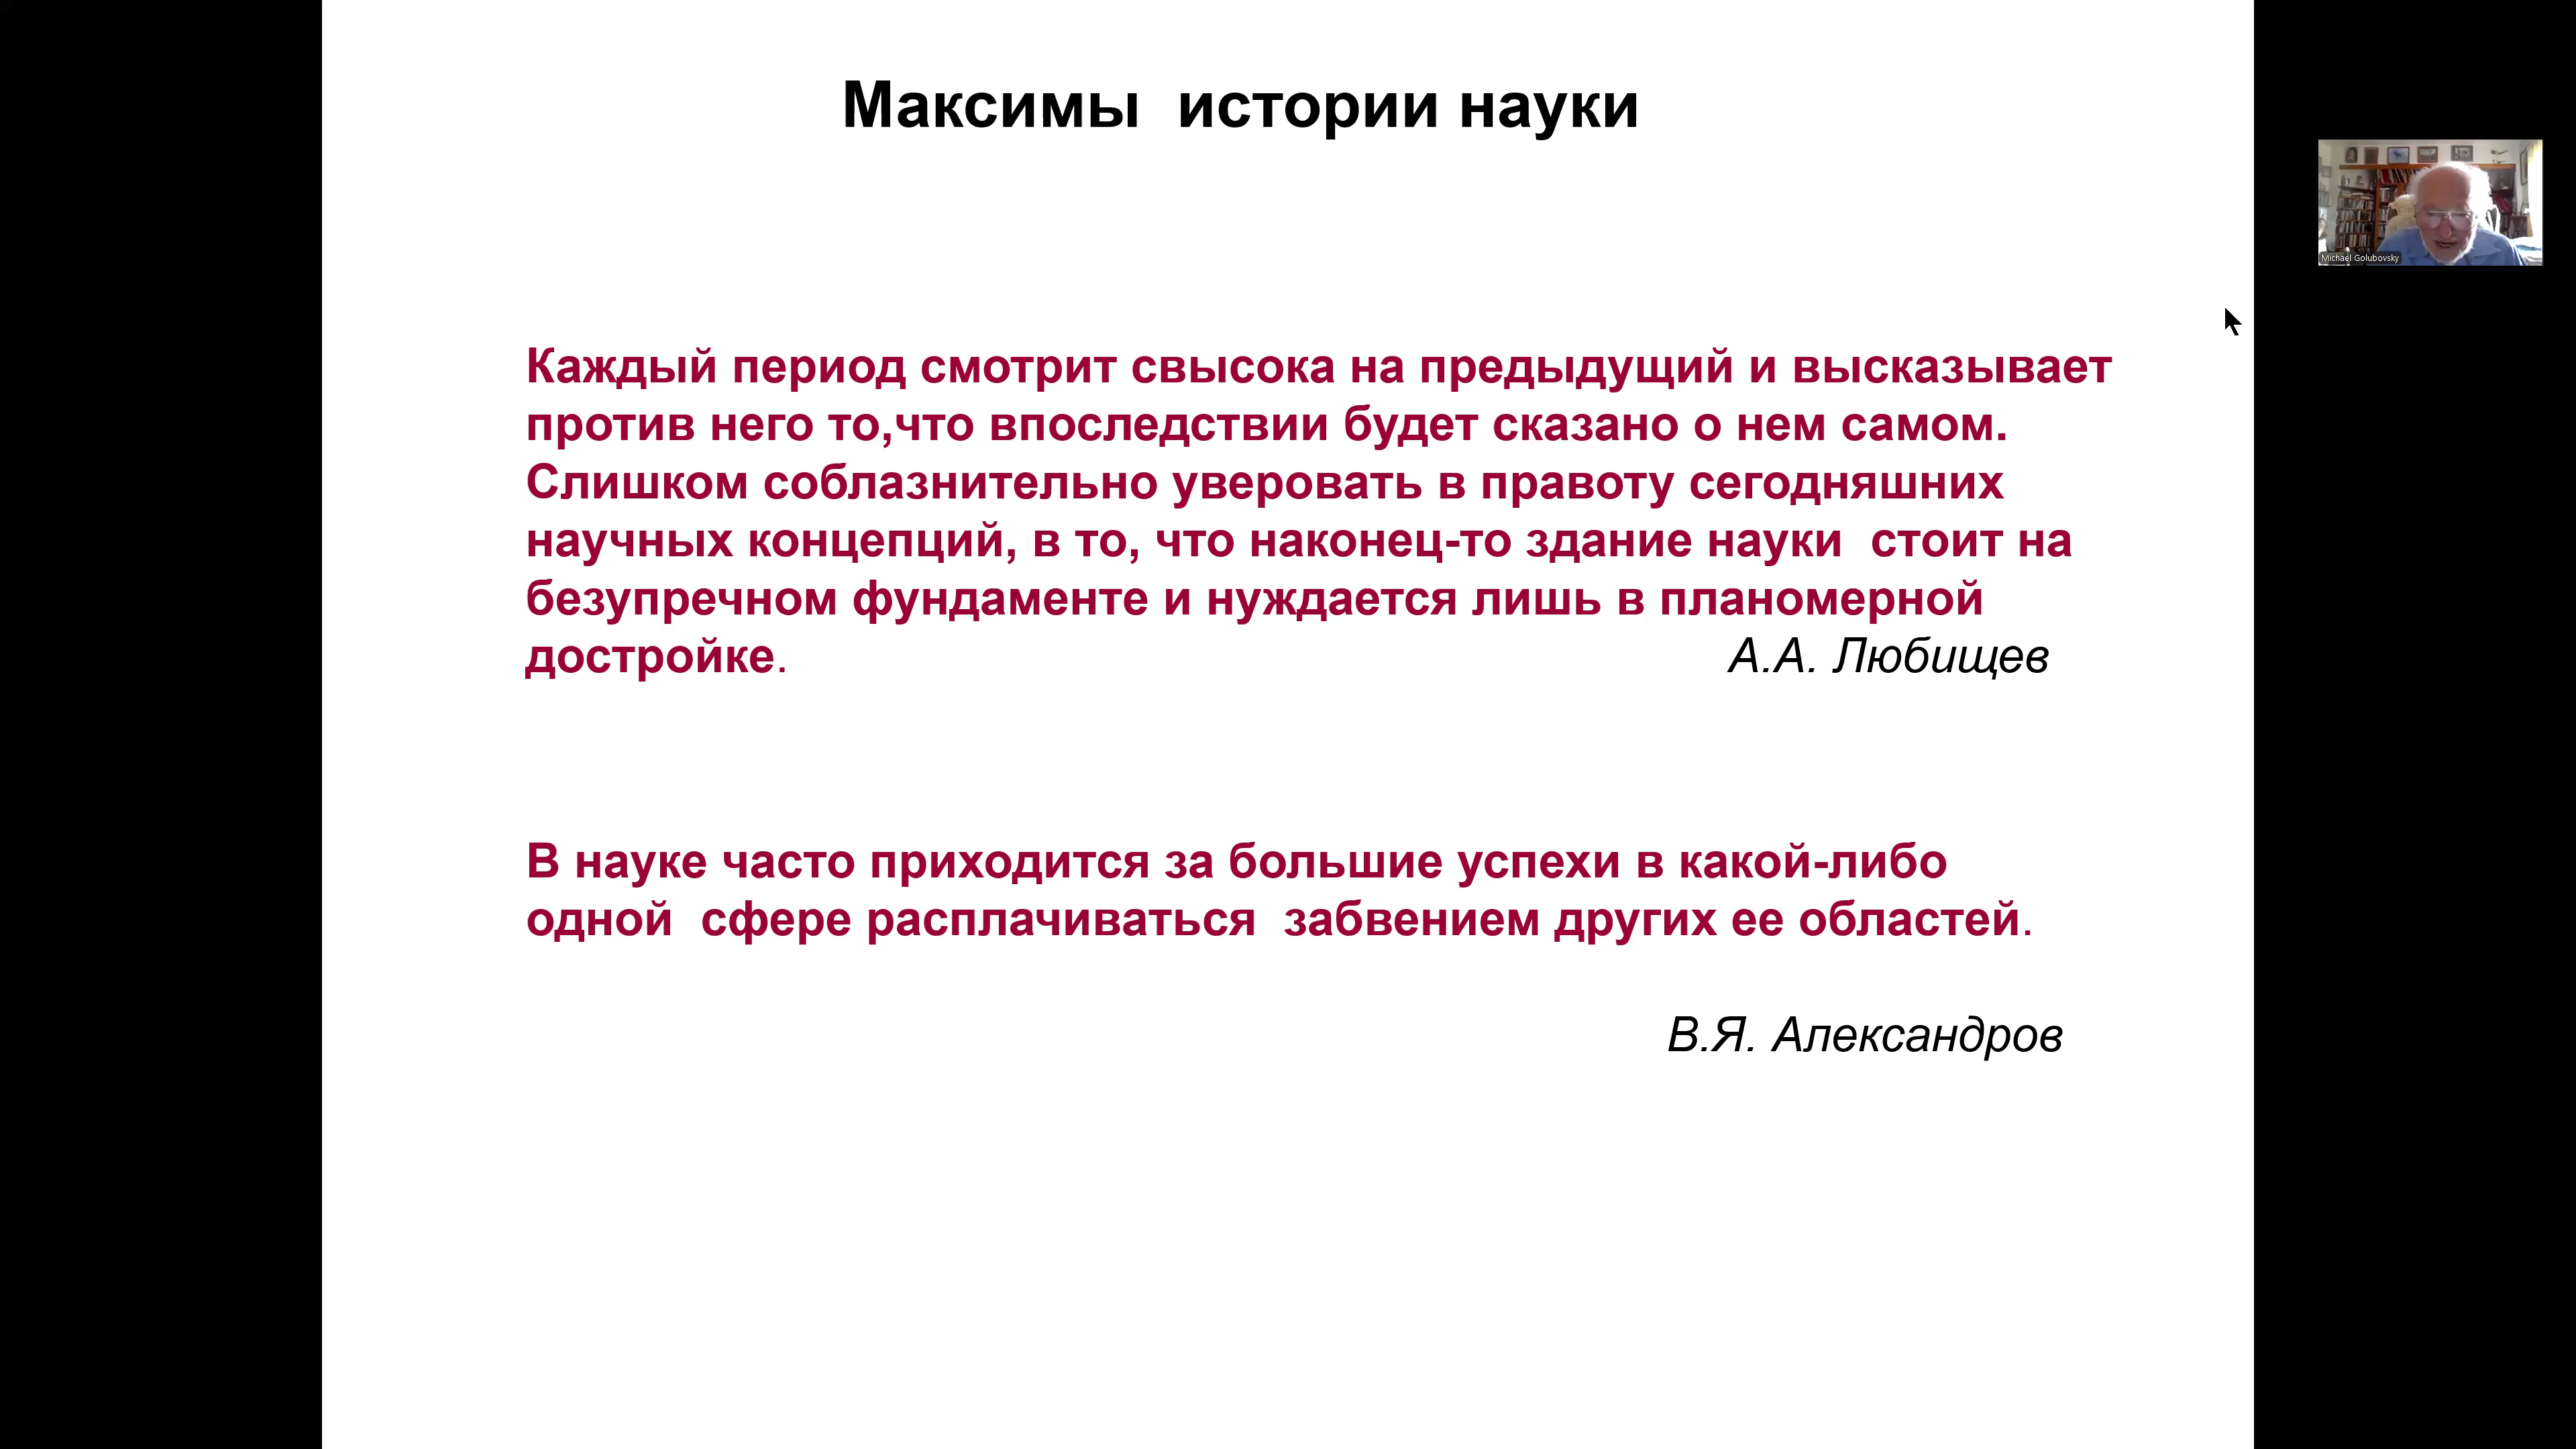 Максимы  истории науки
Каждый период смотрит свысока на предыдущий и высказывает
против него то,что впоследствии будет сказано о нем самом.
Слишком соблазнительно уверовать в правоту сегодняшних
научных концепций, в то, что наконец-то здание науки  стоит на
безупречном фундаменте и нуждается лишь в планомерной
достройке.
А.А. Любищев
В науке часто приходится за большие успехи в какой-либо
одной  сфере расплачиваться  забвением других ее областей.
В.Я. Александров
Michael Golubovsky